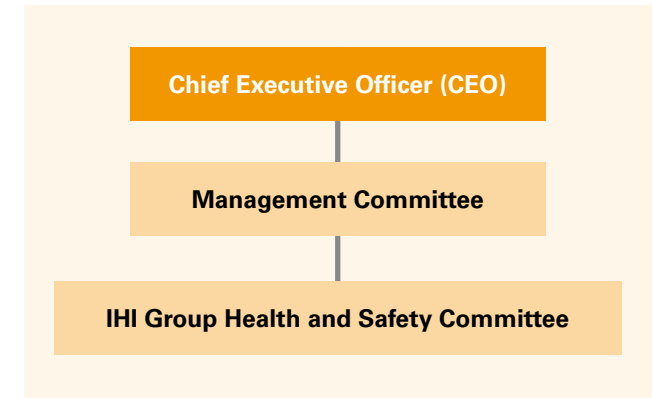 Chief Executive Officer (CEO)
Management Committee
IHI Group Health and Safety Committee